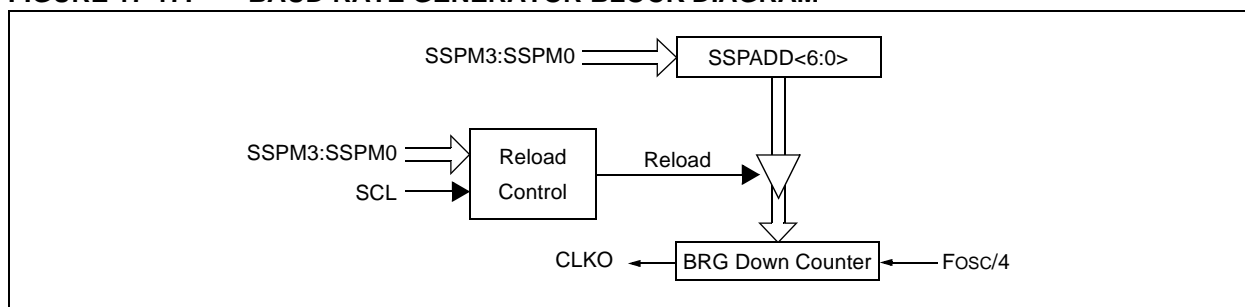 FIGURE 17-17: BAUD RATE GENERATOR BLOCK DIAGRAM
SSPM3:SSPM0
SSPADD<6:0>
SSPM3:SSPM0
SCL
Reload
Control
Reload
CLKO
BRG Down Counter
FOSC/4